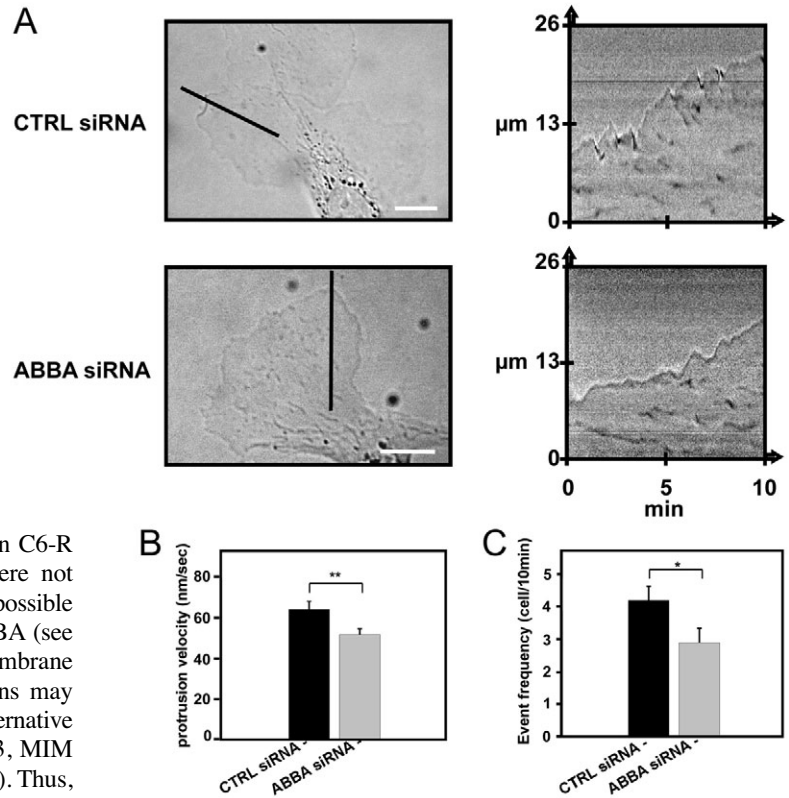 A
CTRL siRNA
26
µm 13
0
ABBA siRNA
26
µm 13
0
0 5 10
min
n C6-R
ere not
possible
BA (see
mbrane
ns may
ernative
3, MIM
). Thus,
B
protrusion velocity (nm/sec)
80
60
40
20
0
**
CTRL siRNA -
ABBA siRNA -
C
Event frequency (cell/10min)
5
4
3
2
1
0
*
CTRL siRNA -
ABBA siRNA -